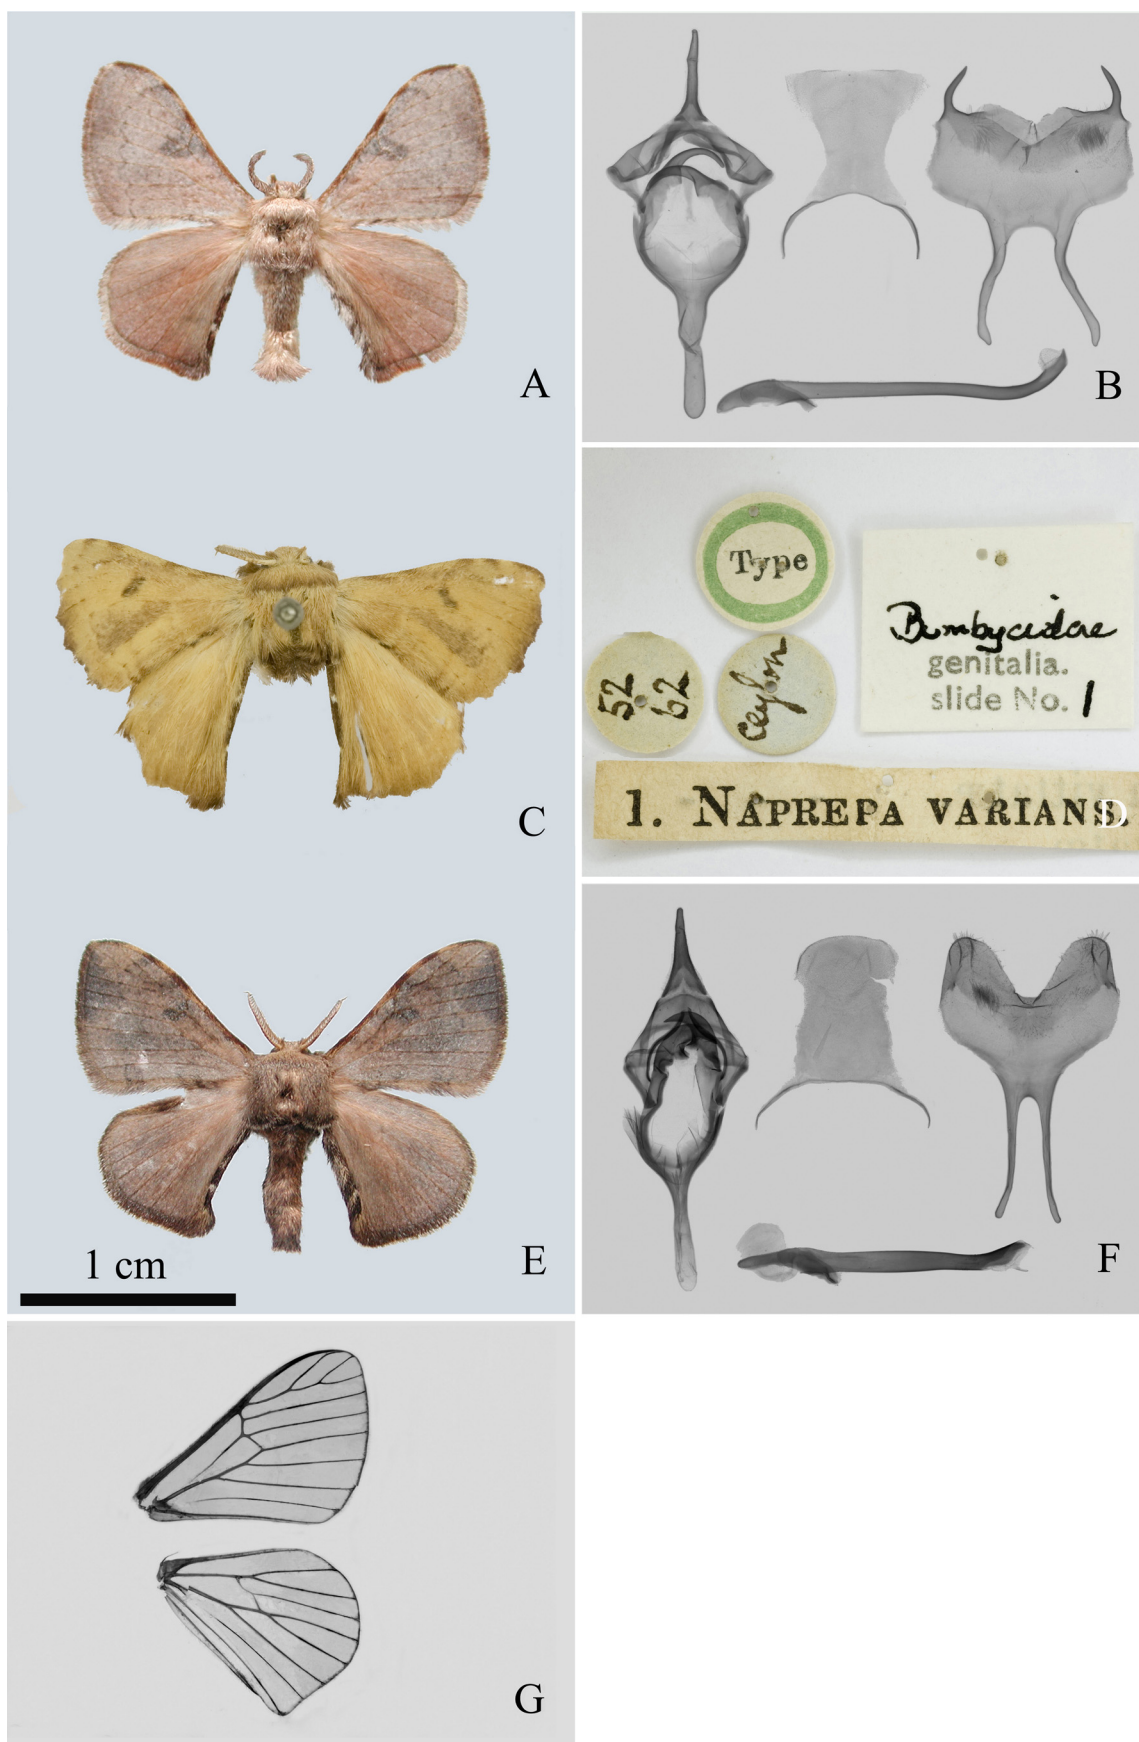 A
B
C
Type
52
62
Ceylon
Bombycidae
genitalia.
slide No. 1
1. NAPREPA VARIANS.
D
E
1 cm
F
G